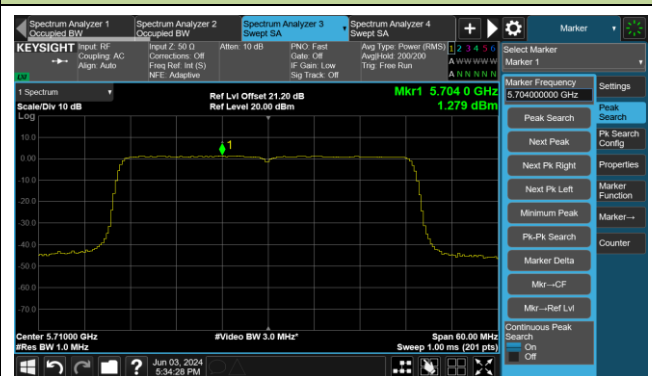 Spectrum Analyzer 1
Occupied BW
Spectrum Analyzer 2
Occupied BW
Spectrum Analyzer 3
Swept SA
Spectrum Analyzer 4
Swept SA
Marker
KEYSIGHT
Input: RF
Coupling: AC
Align: Auto
Input Z: 50 Ω
Corrections: Off
Freq Ref: Int (S)
NFE: Adaptive
Atten: 10 dB
PNO: Fast
Gate: Off
IF Gain: Low
Sig Track: Off
Avg Type: Power (RMS)
Avg|Hold: 200/200
Trig: Free Run
1 2 3 4 5 6
A W W W W W
A N N N N N
Select Marker
Marker 1
1 Spectrum
Scale/Div 10 dB
Log
Ref Lvl Offset 21.20 dB
Ref Level 20.00 dBm
Mkr1 5.704 0 GHz
1.279 dBm
1
10.0
0.00
-10.0
-20.0
-30.0
-40.0
-50.0
-60.0
-70.0
Center 5.71000 GHz
#Res BW 1.0 MHz
#Video BW 3.0 MHz*
Span 60.00 MHz
Sweep 1.00 ms (201 pts)
Marker Frequency
5.704000000 GHz
Peak Search
Next Peak
Next Pk Right
Next Pk Left
Minimum Peak
Pk-Pk Search
Marker Delta
Mkr→CF
Mkr→Ref Lvl
Continuous Peak
Search
On
Off
Settings
Peak
Search
Pk Search
Config
Properties
Marker
Function
Marker→
Counter
Jun 03, 2024
5:34:28 PM